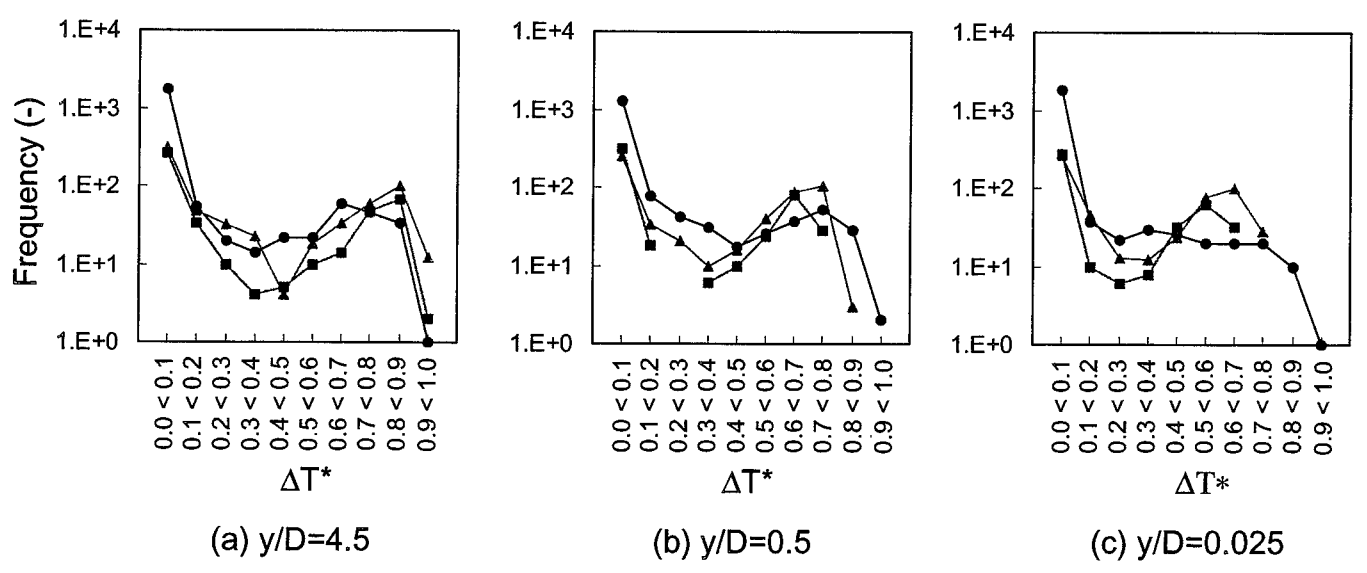 1.E+4
1.E+3
1.E+2
1.E+1
1.E+0
Frequency (-)
0.0 < 0.1
0.1 < 0.2
0.2 < 0.3
0.3 < 0.4
0.4 < 0.5
0.5 < 0.6
0.6 < 0.7
0.7 < 0.8
0.8 < 0.9
0.9 < 1.0
ΔT*
(a) y/D=4.5
1.E+4
1.E+3
1.E+2
1.E+1
1.E+0
0.0 < 0.1
0.1 < 0.2
0.2 < 0.3
0.3 < 0.4
0.4 < 0.5
0.5 < 0.6
0.6 < 0.7
0.7 < 0.8
0.8 < 0.9
0.9 < 1.0
ΔT*
(b) y/D=0.5
1.E+4
1.E+3
1.E+2
1.E+1
1.E+0
0.0 < 0.1
0.1 < 0.2
0.2 < 0.3
0.3 < 0.4
0.4 < 0.5
0.5 < 0.6
0.6 < 0.7
0.7 < 0.8
0.8 < 0.9
0.9 < 1.0
ΔT*
(c) y/D=0.025